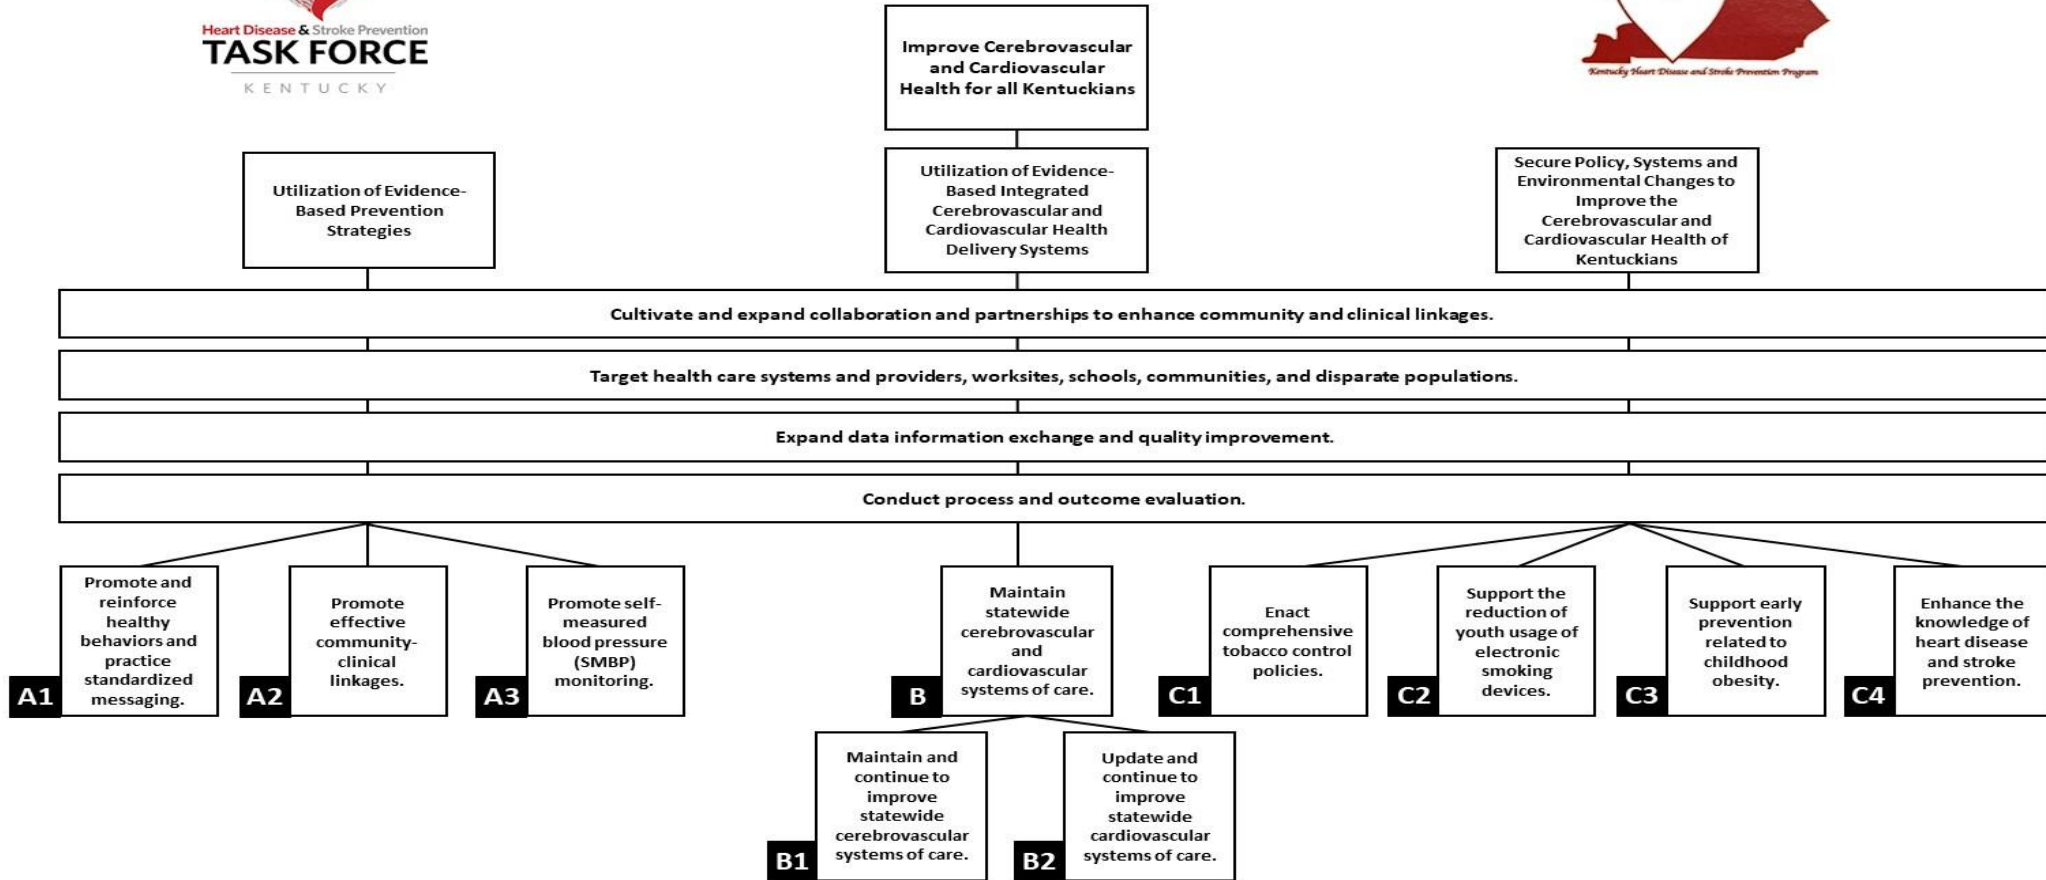 Heart Disease & Stroke Prevention
TASK FORCE
KENTUCKY
Improve Cerebrovascular
and Cardiovascular
Health for all Kentuckians
Kentucky Heart Disease and Stroke Prevention Program
Utilization of Evidence-
Based Prevention
Strategies
Utilization of Evidence-
Based Integrated
Cerebrovascular and
Cardiovascular Health
Delivery Systems
Secure Policy, Systems and
Environmental Changes to
Improve the
Cerebrovascular and
Cardiovascular Health of
Kentuckians
Cultivate and expand collaboration and partnerships to enhance community and clinical linkages.
Target health care systems and providers, worksites, schools, communities, and disparate populations.
Expand data information exchange and quality improvement.
Conduct process and outcome evaluation.
A1
Promote and
reinforce
healthy
behaviors and
practice
standardized
messaging.
A2
Promote
effective
community-
clinical
linkages.
A3
Promote self-
measured
blood pressure
(SMBP)
monitoring.
B
Maintain
statewide
cerebrovascular
and
cardiovascular
systems of care.
C1
Enact
comprehensive
tobacco control
policies.
C2
Support the
reduction of
youth usage of
electronic
smoking
devices.
C3
Support early
prevention
related to
childhood
obesity.
C4
Enhance the
knowledge of
heart disease
and stroke
prevention.
B1
Maintain and
continue to
improve
statewide
cerebrovascular
systems of care.
B2
Update and
continue to
improve
statewide
cardiovascular
systems of care.